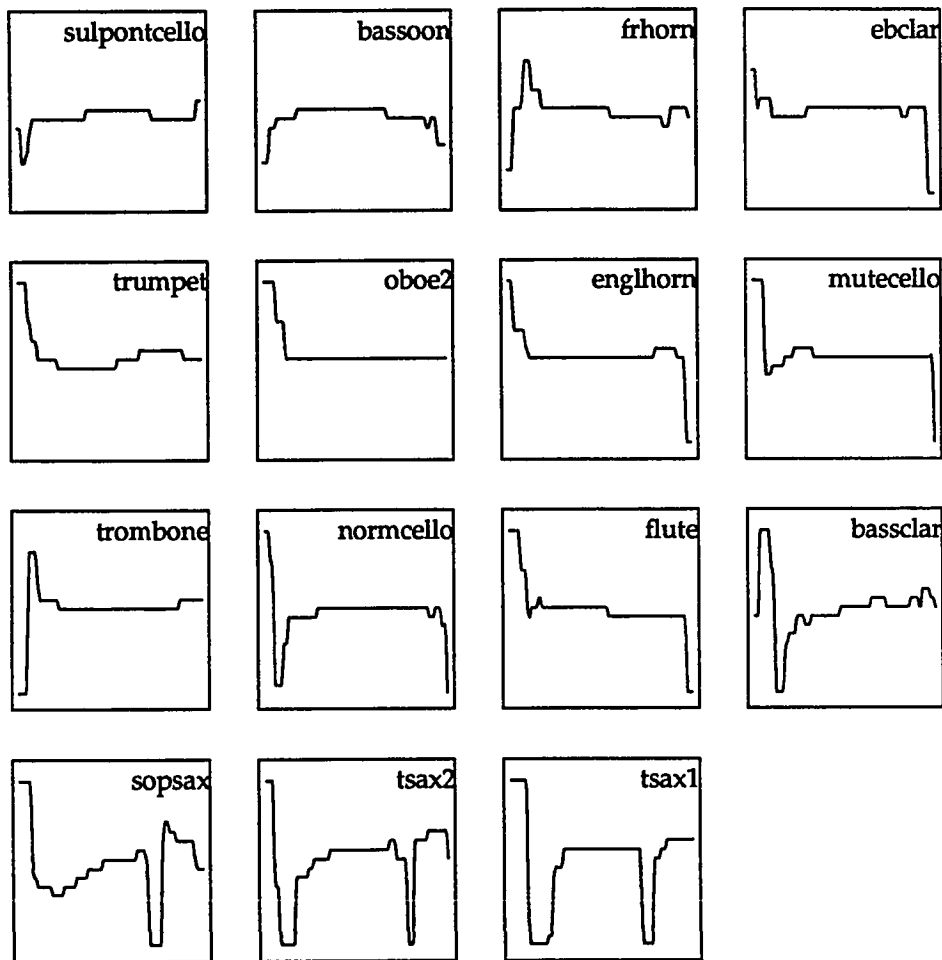 sulpontcello bassoon frhorn ebclar
trumpet oboe2 englhorn mutecello
trombone normcello flute bassclar
sopsax tsax2 tsax1